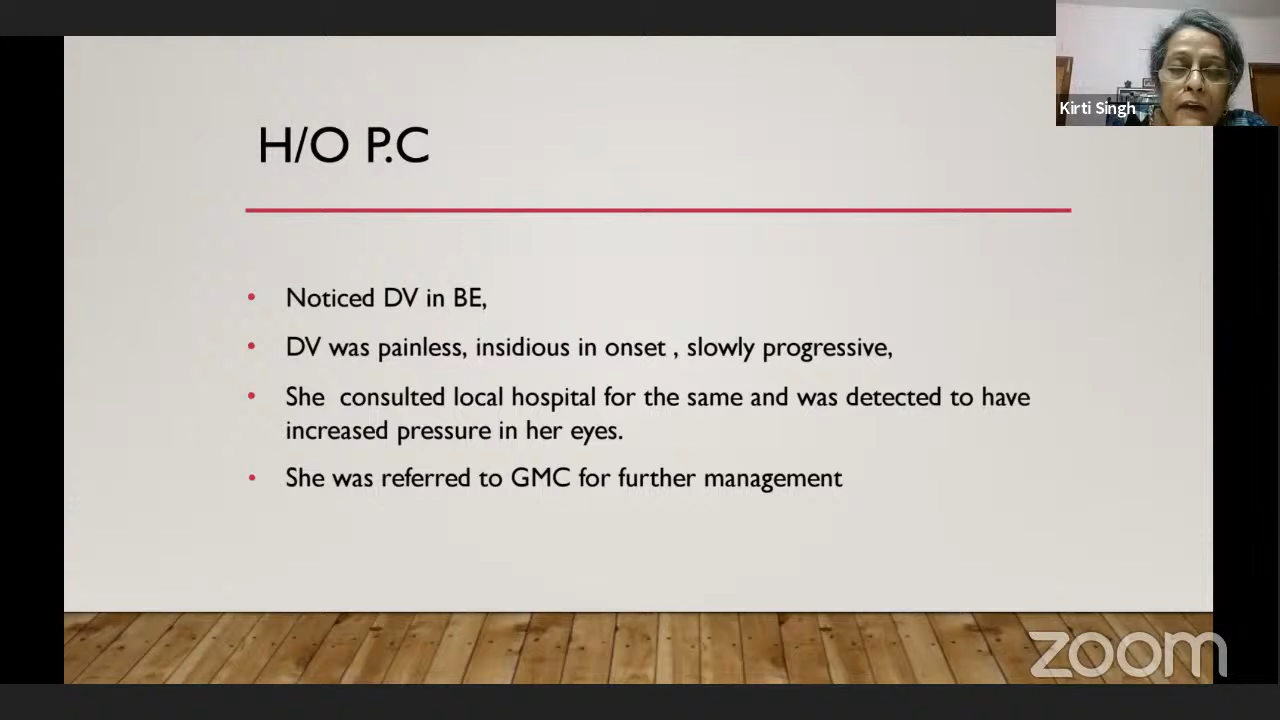 Kirti Singh
H/O P.C
• Noticed DV in BE,
• DV was painless, insidious in onset , slowly progressive,
• She consulted local hospital for the same and was detected to have
increased pressure in her eyes.
• She was referred to GMC for further management
zoom